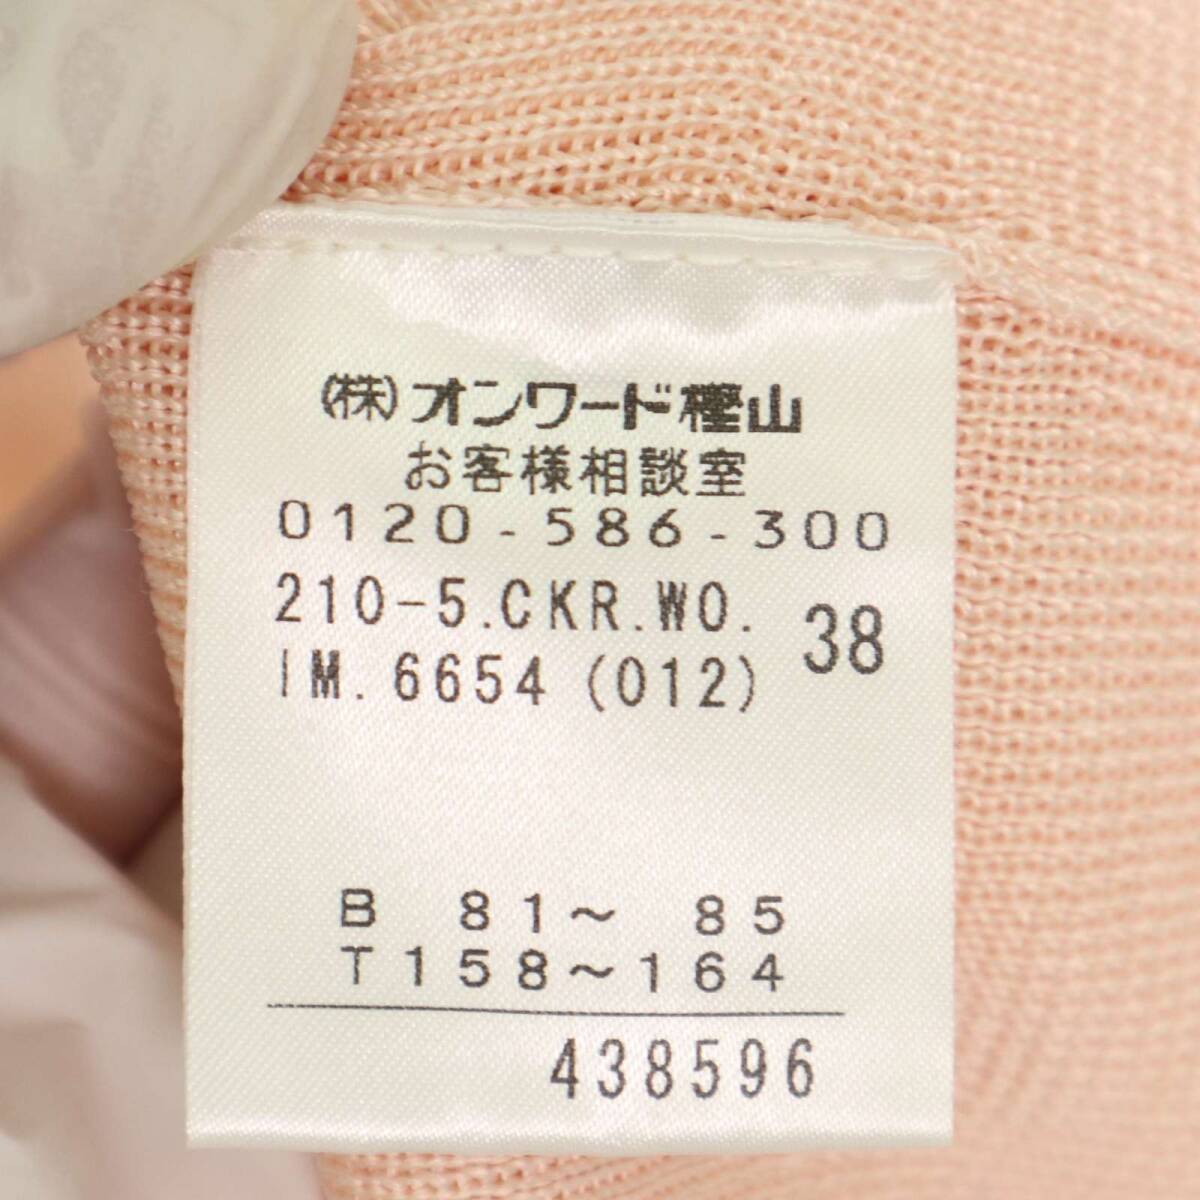 (株)オンワード樫山
お客様相談室
0120-586-300
210-5.CKR.WO.
IM.6654 (012) 38
B 81～ 85
T158～164
438596